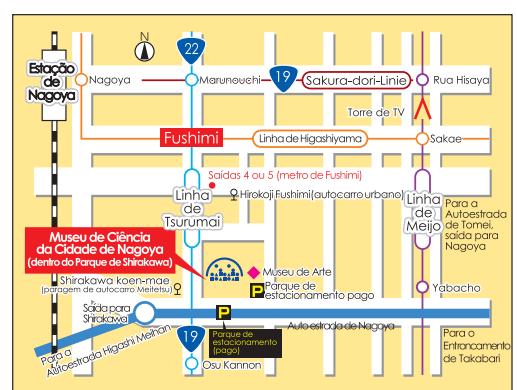 22
N
Estação
de
Nagoya
Nagoya
Marunouchi
19
Sakura-dori-Linie
Rua Hisaya
Torre de TV
Fushimi
Linha de Higashiyama
Sakae
Saídas 4 ou 5 (metro de Fushimi)
Hirokoji Fushimi(autocarro urbano)
Linha
de
Tsurumai
Linha
de
Meijo
Para a
Autoestrada
de Tomei,
saída para
Nagoya
Museu de Ciência
da Cidade de Nagoya
(dentro do Parque de Shirakawa)
Museu de Arte
Shirakawa koen-mae
(paragem de autocarro Meitetsu)
P
Parque de
estacionamento pago
Yabacho
Saída para
Shirakawa
P
Auto estrada de Nagoya
Para a
Autoestrada Higashi Meihan
19
Parque de
estacionamento
(pago)
Para o
Entrancamento
de Takabari
Osu Kannon